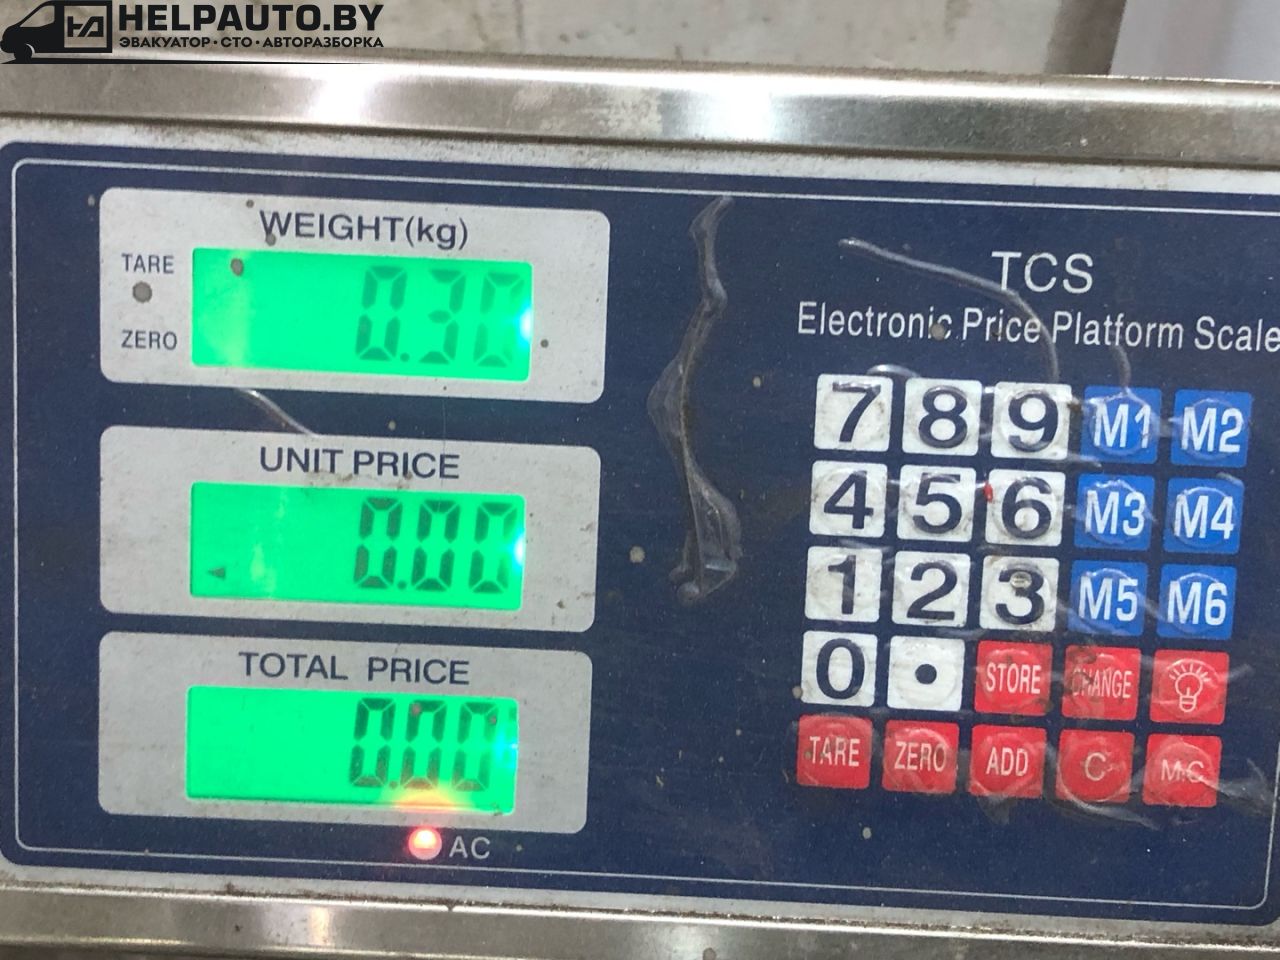 HELPAUTO.BY
ЭВАКУАТОР · СТО · АВТОРАЗБОРКА
WEIGHT(kg)
TARE
0.30
ZERO
UNIT PRICE
0.00
TOTAL PRICE
0.00
AC
TCS
Electronic Price Platform Scale
7 8 9 M1 M2
4 5 6 M3 M4
1 2 3 M5 M6
0 . STORE CHANGE
TARE ZERO ADD C M.C